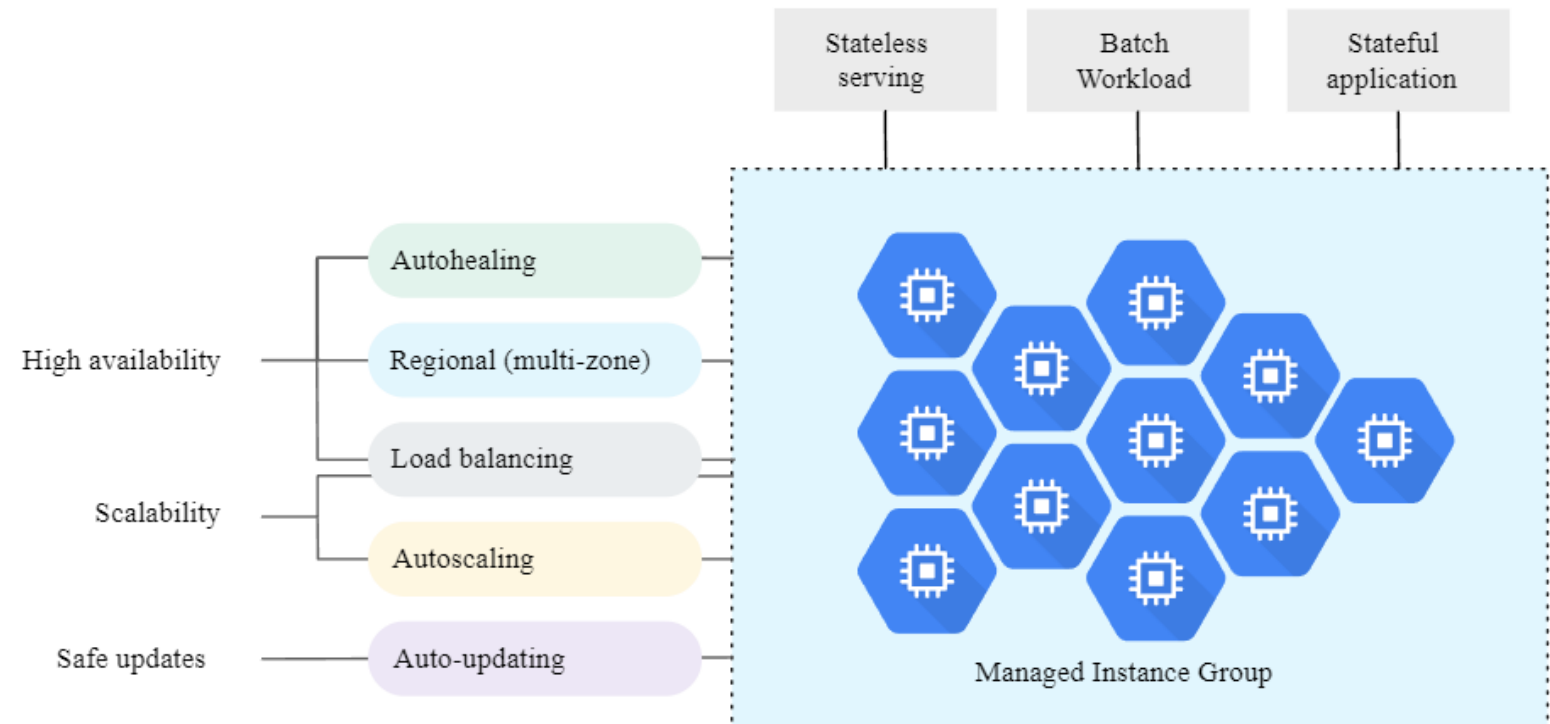 Stateless
serving
Batch
Workload
Stateful
application
Autohealing
High availability
Regional (multi-zone)
Load balancing
Scalability
Autoscaling
Safe updates
Auto-updating
Managed Instance Group